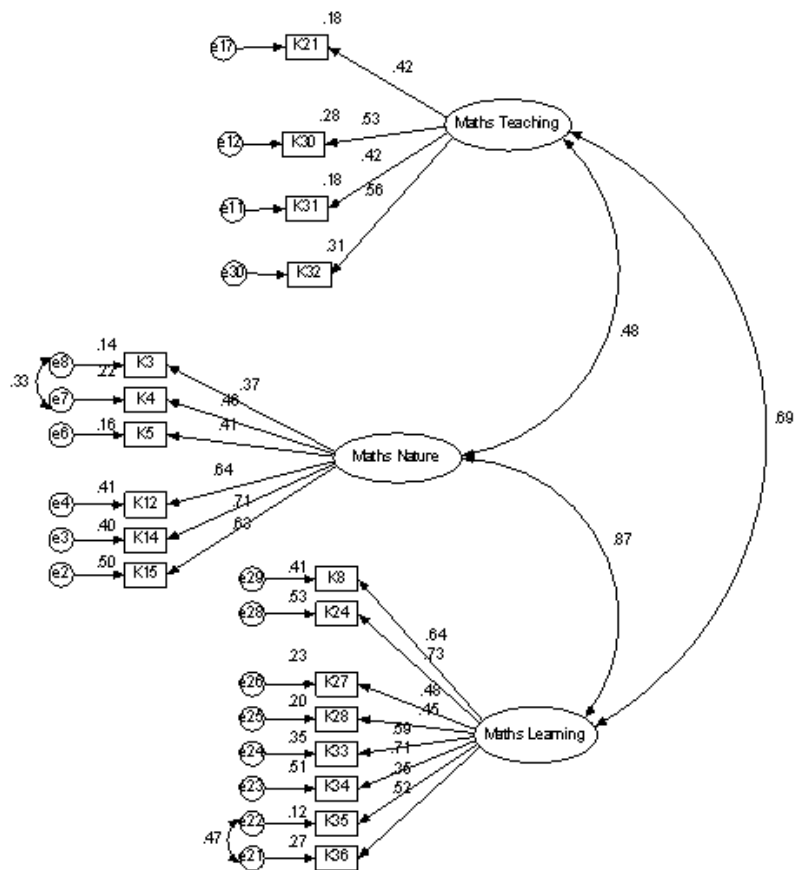 .18
e17 K21
.42
Maths Teaching
.28 .53
e12 K30
.42
.18
e11 K31
.56
.31
e30 K32
.48
.14
e8 K3
.22
.33
.37
e7 K4
.46
.69
.16
.41
e6 K5
Maths Nature
.64
.41
e4 K12
.71
.40
e3 K14
.63
.50
e2 K15
.87
.41
e29 K8
.53
e28 K24
.64
.73
.23
e26 K27
.48
.20
.45
e25 K28
.59
Maths Learning
.35
.71
e24 K33
.51
.35
e23 K34
.52
.12
e22 K35
.47
.27
e21 K36